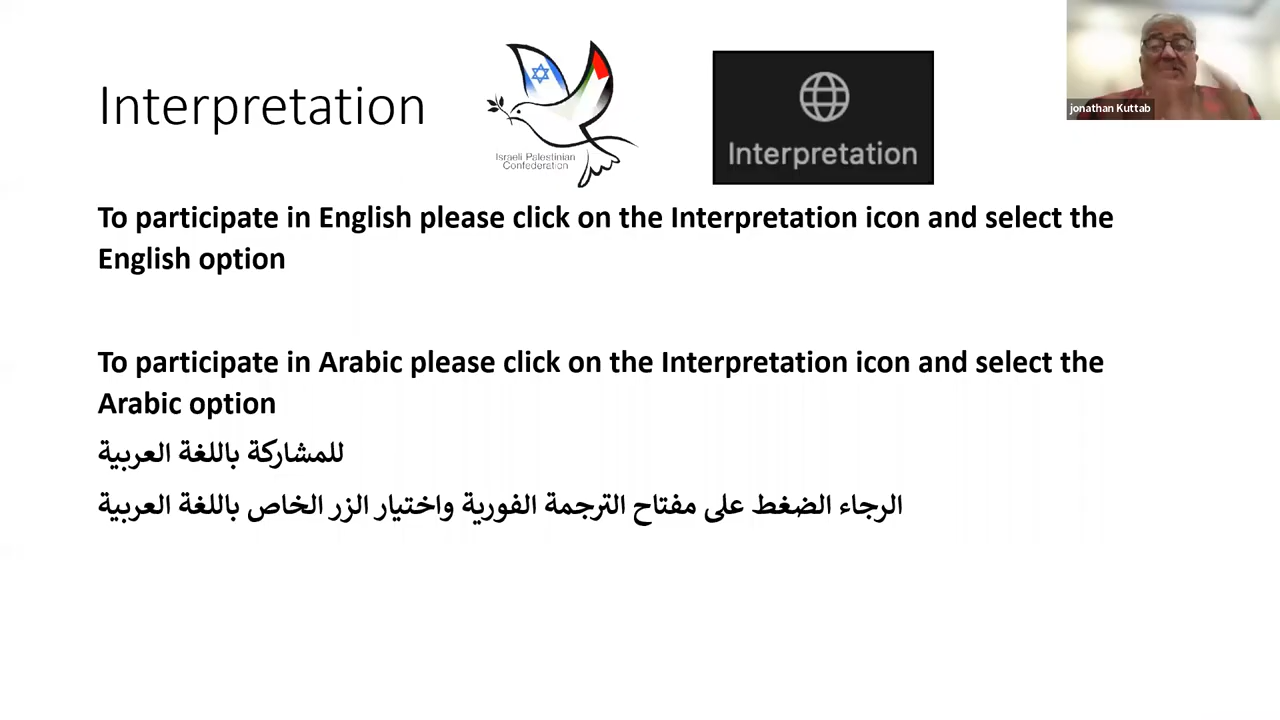 Interpretation
Israeli Palestinian
Confederation
Interpretation
jonathan Kuttab
To participate in English please click on the Interpretation icon and select the
English option
To participate in Arabic please click on the Interpretation icon and select the
Arabic option
للمشاركة باللغة العربية
الرجاء الضغط على مفتاح الترجمة الفورية واختيار الزر الخاص باللغة العربية